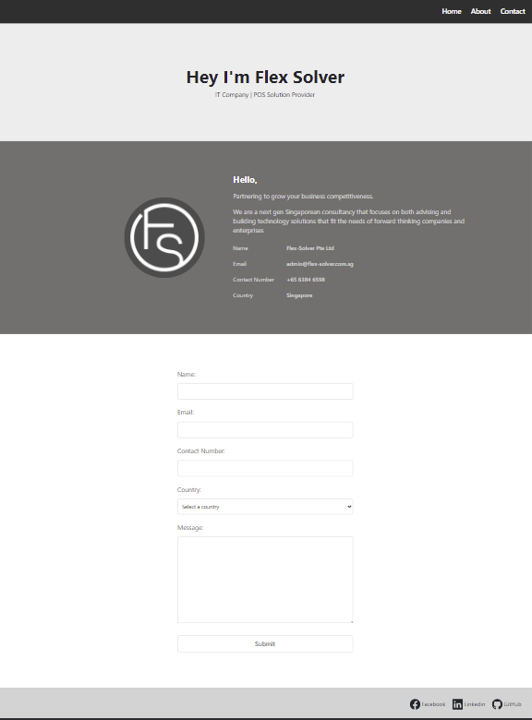 Home About Contact
Hey I'm Flex Solver
IT Company | POS Solution Provider
Hello,
Partnering to grow your business competitiveness.
We are a next gen Singaporean consultancy that focuses on both advising and
building technology solutions that fit the needs of forward thinking companies and
enterprises
FS
Name Flex-Solver Pte Ltd
Email admin@flex-solver.com.sg
Contact Number +65 6384 6598
Country Singapore
Name:
Email:
Contact Number:
Country:
Select a country
Message:
Submit
Facebook LinkedIn GitHub